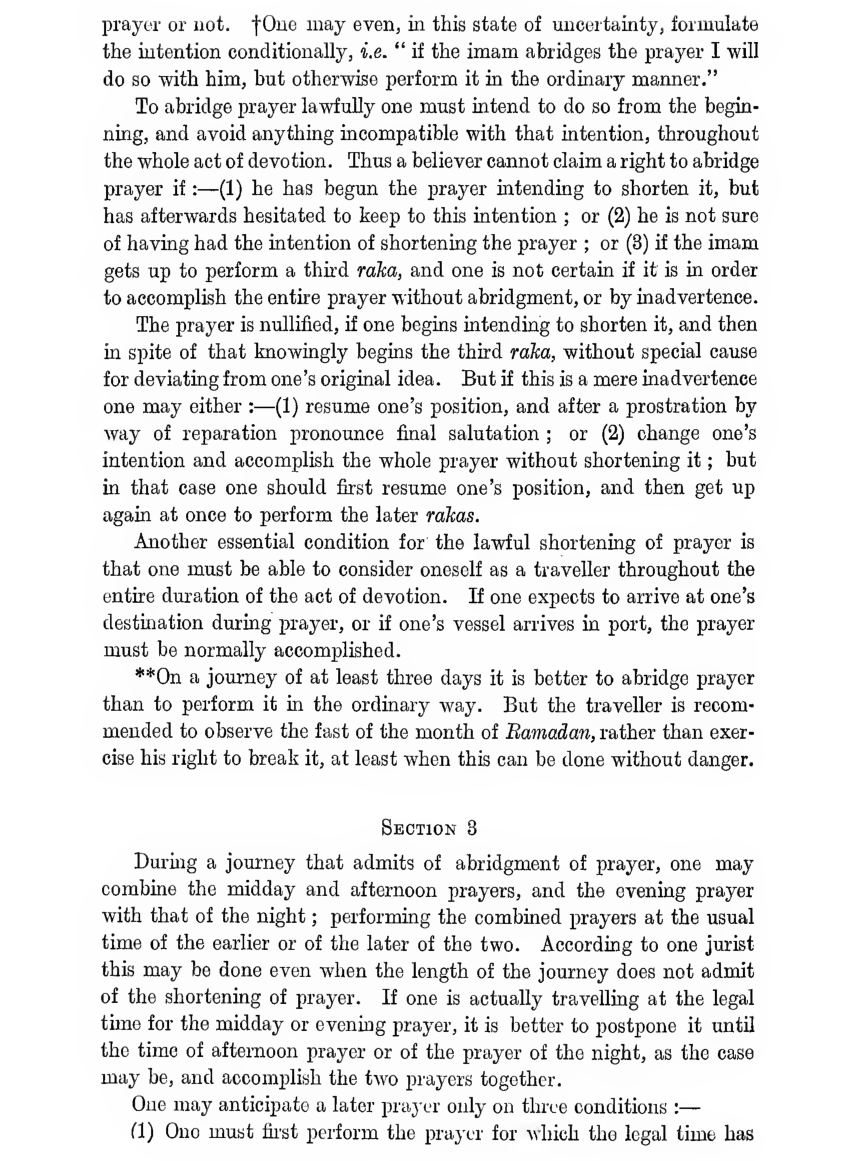 prayer or not. †One may even, in this state of uncertainty, formulate
the intention conditionally, i.e. “ if the imam abridges the prayer I will
do so with him, but otherwise perform it in the ordinary manner.”
To abridge prayer lawfully one must intend to do so from the begin-
ning, and avoid anything incompatible with that intention, throughout
the whole act of devotion. Thus a believer cannot claim a right to abridge
prayer if :—(1) he has begun the prayer intending to shorten it, but
has afterwards hesitated to keep to this intention ; or (2) he is not sure
of having had the intention of shortening the prayer ; or (3) if the imam
gets up to perform a third raka, and one is not certain if it is in order
to accomplish the entire prayer without abridgment, or by inadvertence.
The prayer is nullified, if one begins intending to shorten it, and then
in spite of that knowingly begins the third raka, without special cause
for deviating from one’s original idea. But if this is a mere inadvertence
one may either :—(1) resume one’s position, and after a prostration by
way of reparation pronounce final salutation ; or (2) change one’s
intention and accomplish the whole prayer without shortening it ; but
in that case one should first resume one’s position, and then get up
again at once to perform the later rakas.
Another essential condition for the lawful shortening of prayer is
that one must be able to consider oneself as a traveller throughout the
entire duration of the act of devotion. If one expects to arrive at one’s
destination during prayer, or if one’s vessel arrives in port, the prayer
must be normally accomplished.
**On a journey of at least three days it is better to abridge prayer
than to perform it in the ordinary way. But the traveller is recom-
mended to observe the fast of the month of Ramadan, rather than exer-
cise his right to break it, at least when this can be done without danger.
Section 3
During a journey that admits of abridgment of prayer, one may
combine the midday and afternoon prayers, and the evening prayer
with that of the night ; performing the combined prayers at the usual
time of the earlier or of the later of the two. According to one jurist
this may be done even when the length of the journey does not admit
of the shortening of prayer. If one is actually travelling at the legal
time for the midday or evening prayer, it is better to postpone it until
the time of afternoon prayer or of the prayer of the night, as the case
may be, and accomplish the two prayers together.
One may anticipate a later prayer only on three conditions :—
(1) One must first perform the prayer for which the legal time has